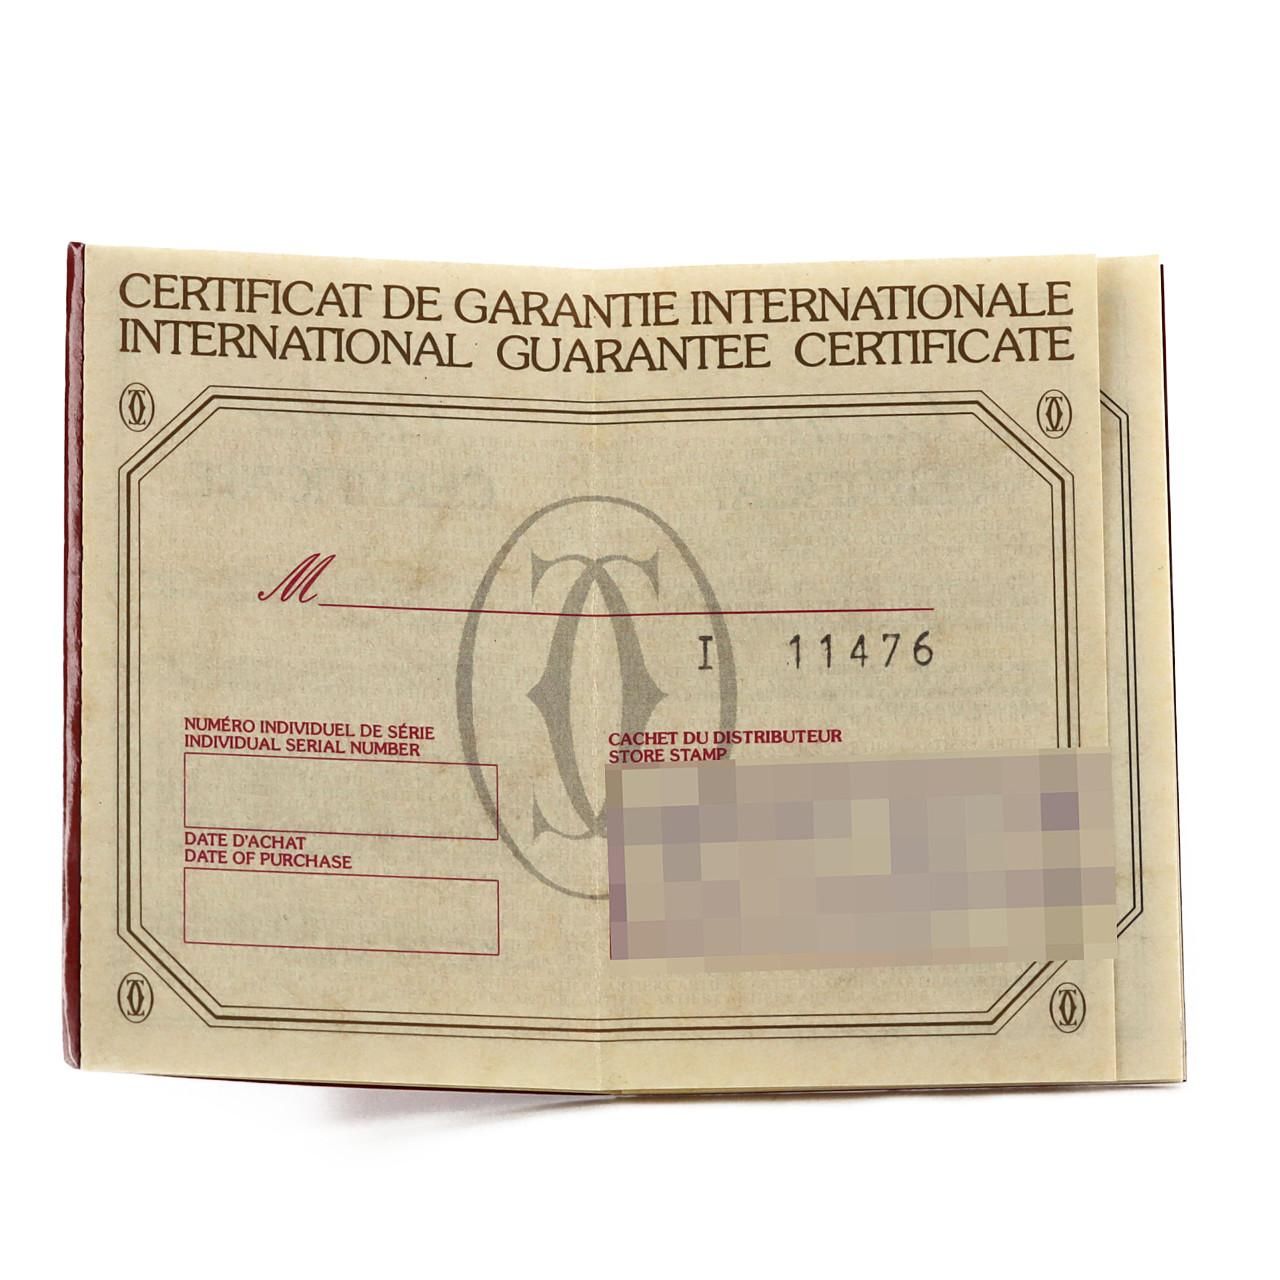 CERTIFICAT DE GARANTIE INTERNATIONALE
INTERNATIONAL GUARANTEE CERTIFICATE
M
I 11476
NUMÉRO INDIVIDUEL DE SÉRIE
INDIVIDUAL SERIAL NUMBER
CACHET DU DISTRIBUTEUR
STORE STAMP
DATE D'ACHAT
DATE OF PURCHASE